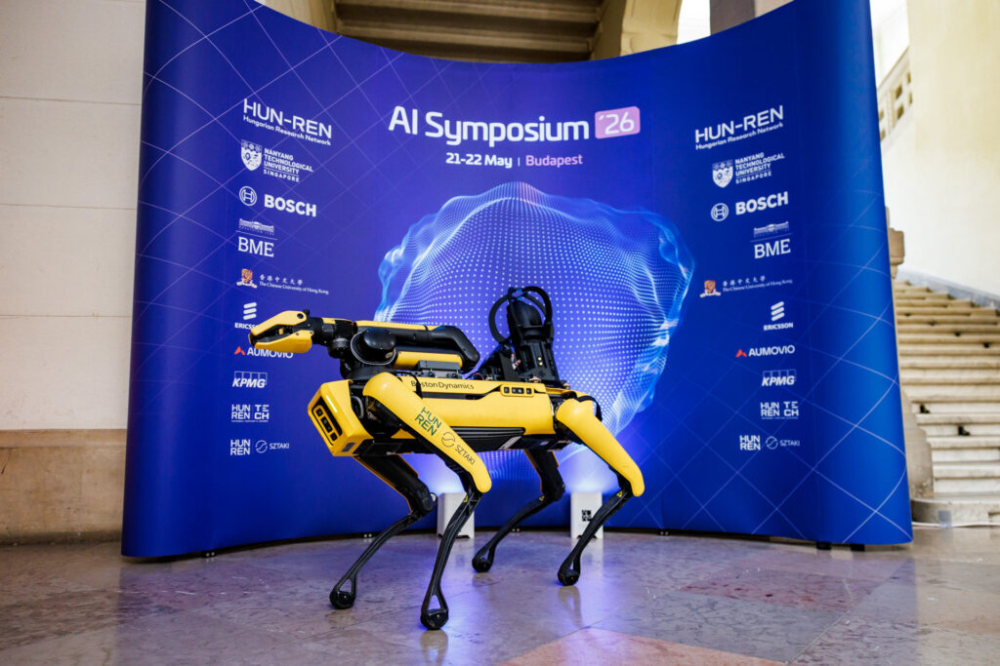 AI Symposium '26
21-22 May | Budapest
HUN-REN
Hungarian Research Network
NANYANG
TECHNOLOGICAL
UNIVERSITY
SINGAPORE
BOSCH
BME
香港中文大學
The Chinese University of Hong Kong
ERICSSON
AUMOVIO
KPMG
HUN TE
REN CH
HUN
REN
SZTAKI
HUN-REN
Hungarian Research Network
NANYANG
TECHNOLOGICAL
UNIVERSITY
SINGAPORE
BOSCH
BME
香港中文大學
The Chinese University of Hong Kong
ERICSSON
AUMOVIO
KPMG
HUN TE
REN CH
HUN
REN
SZTAKI
BostonDynamics
HUN
REN
SZTAKI